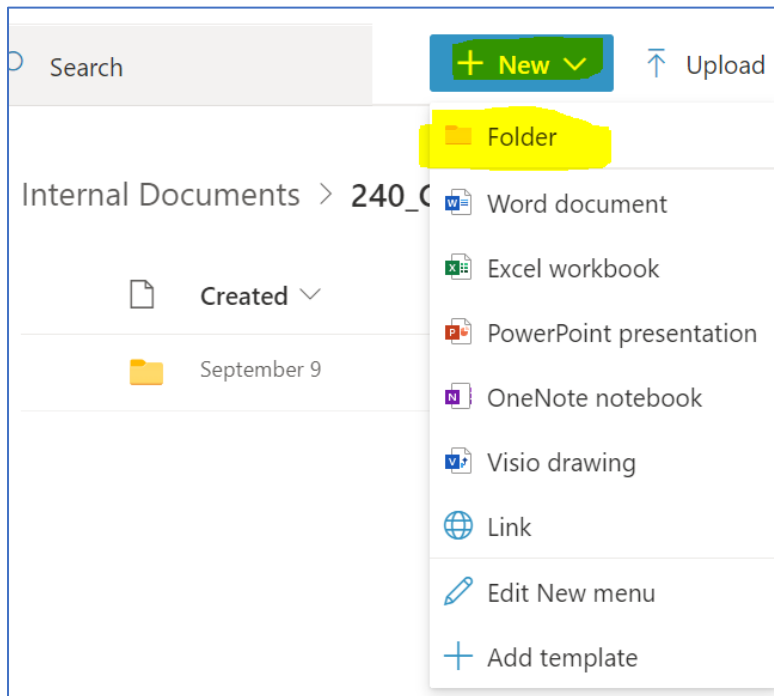 Search
New
Upload
Folder
Internal Documents > 240_
Word document
Created
Excel workbook
PowerPoint presentation
September 9
OneNote notebook
Visio drawing
Link
Edit New menu
Add template